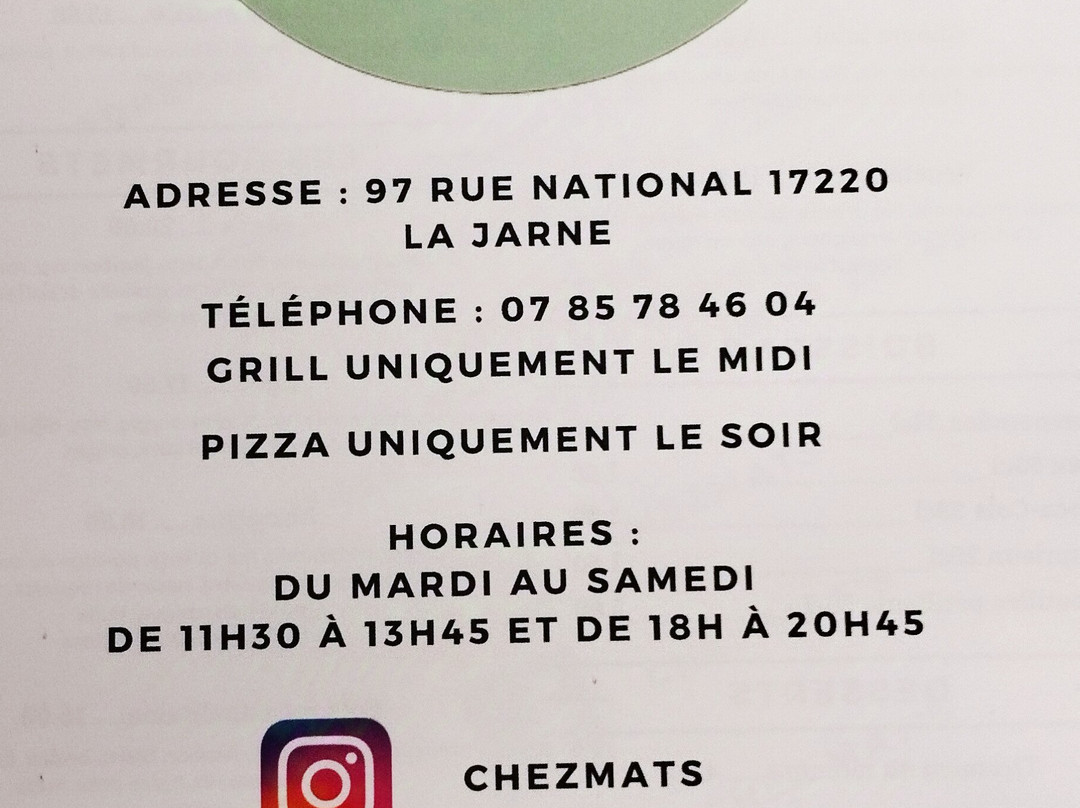 ADRESSE : 97 RUE NATIONAL 17220
LA JARNE
TÉLÉPHONE : 07 85 78 46 04
GRILL UNIQUEMENT LE MIDI
PIZZA UNIQUEMENT LE SOIR
HORAIRES :
DU MARDI AU SAMEDI
DE 11H30 À 13H45 ET DE 18H À 20H45
CHEZMATS